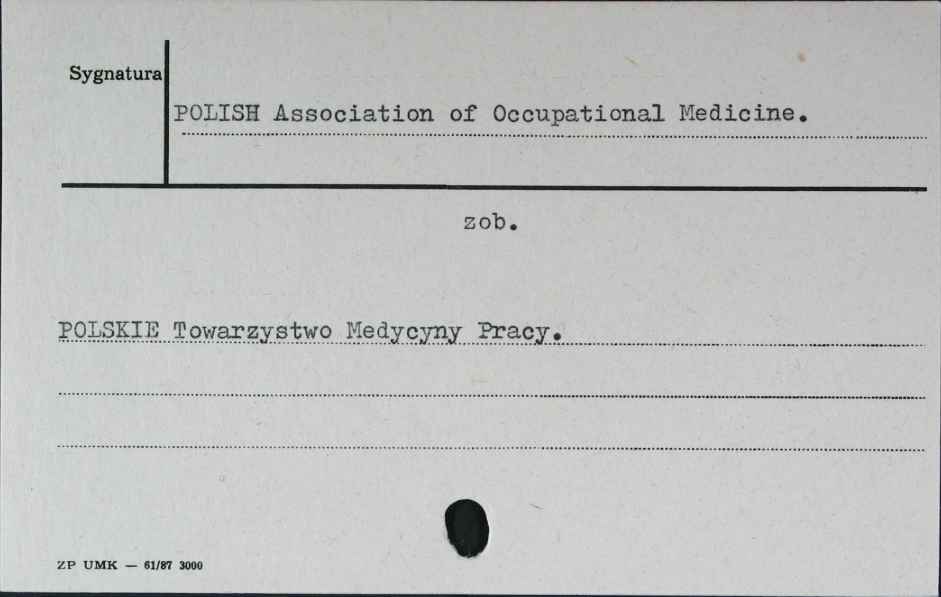 Sygnatura
POLISH Association of Occupational Medicine.
zob.
POLSKIE Towarzystwo Medycyny Pracy.
ZP UMK — 61/87 3000